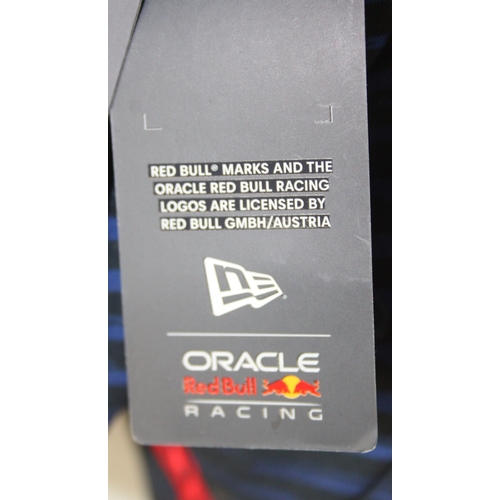 RED BULL® MARKS AND THE
ORACLE RED BULL RACING
LOGOS ARE LICENSED BY
RED BULL GMBH/AUSTRIA
NE
ORACLE
Red Bull
RACING